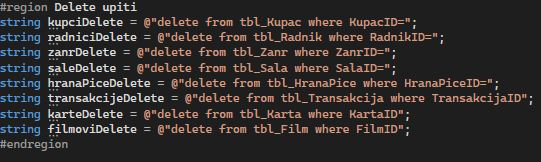 #region Delete upiti
string kupciDelete = @"delete from tbl_Kupac where KupacID=";
string radniciDelete = @"delete from tbl_Radnik where RadnikID=";
string zanrDelete = @"delete from tbl_Zanr where ZanrID=";
string saleDelete = @"delete from tbl_Sala where SalaID=";
string hranaPiceDelete = @"delete from tbl_HranaPice where HranaPiceID=";
string transakcijeDelete = @"delete from tbl_Transakcija where TransakcijaID";
string karteDelete = @"delete from tbl_Karta where KartaID";
string filmoviDelete = @"delete from tbl_Film where FilmID";
#endregion